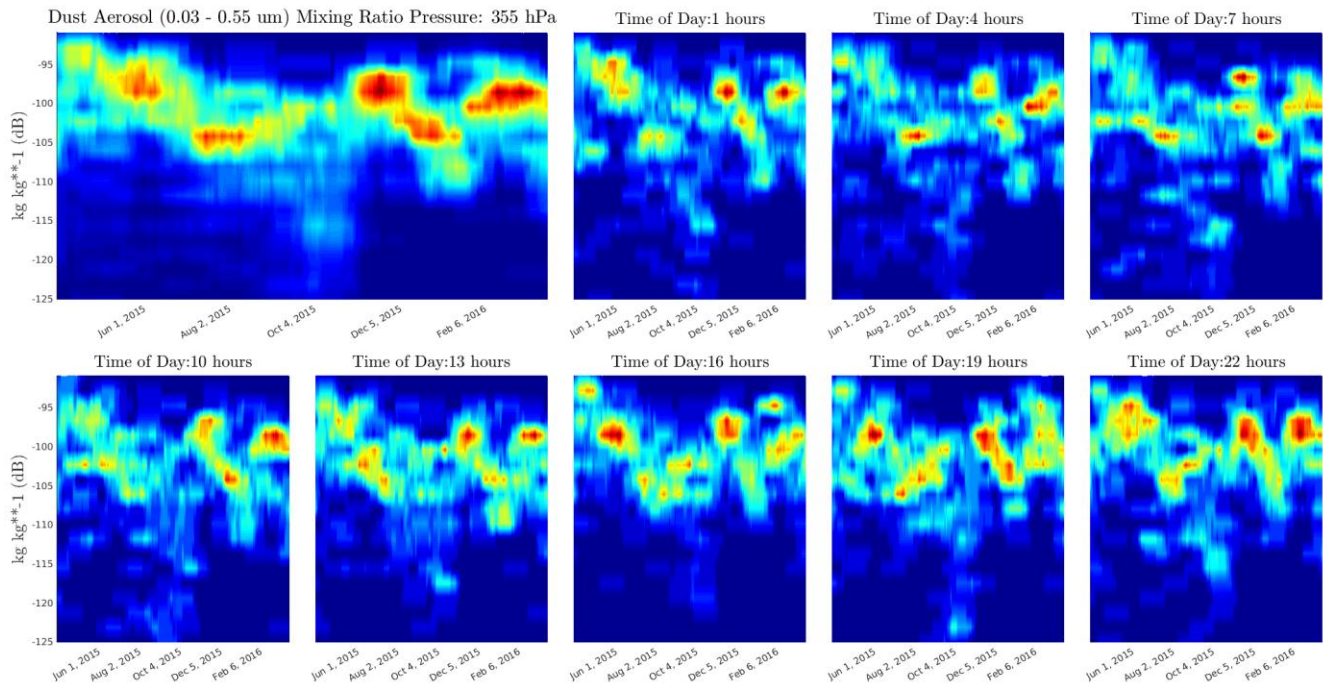 Dust Aerosol (0.03 - 0.55 um) Mixing Ratio Pressure: 355 hPa
Time of Day:1 hours
Time of Day:4 hours
Time of Day:7 hours
kg kg**-1 (dB)
-95
-100
-105
-110
-115
-120
-125
Jun 1, 2015
Aug 2, 2015
Oct 4, 2015
Dec 5, 2015
Feb 6, 2016
Jun 1, 2015
Aug 2, 2015
Oct 4, 2015
Dec 5, 2015
Feb 6, 2016
Jun 1, 2015
Aug 2, 2015
Oct 4, 2015
Dec 5, 2015
Feb 6, 2016
Jun 1, 2015
Aug 2, 2015
Oct 4, 2015
Dec 5, 2015
Feb 6, 2016
Time of Day:10 hours
Time of Day:13 hours
Time of Day:16 hours
Time of Day:19 hours
Time of Day:22 hours
kg kg**-1 (dB)
-95
-100
-105
-110
-115
-120
-125
Jun 1, 2015
Aug 2, 2015
Oct 4, 2015
Dec 5, 2015
Feb 6, 2016
Jun 1, 2015
Aug 2, 2015
Oct 4, 2015
Dec 5, 2015
Feb 6, 2016
Jun 1, 2015
Aug 2, 2015
Oct 4, 2015
Dec 5, 2015
Feb 6, 2016
Jun 1, 2015
Aug 2, 2015
Oct 4, 2015
Dec 5, 2015
Feb 6, 2016
Jun 1, 2015
Aug 2, 2015
Oct 4, 2015
Dec 5, 2015
Feb 6, 2016